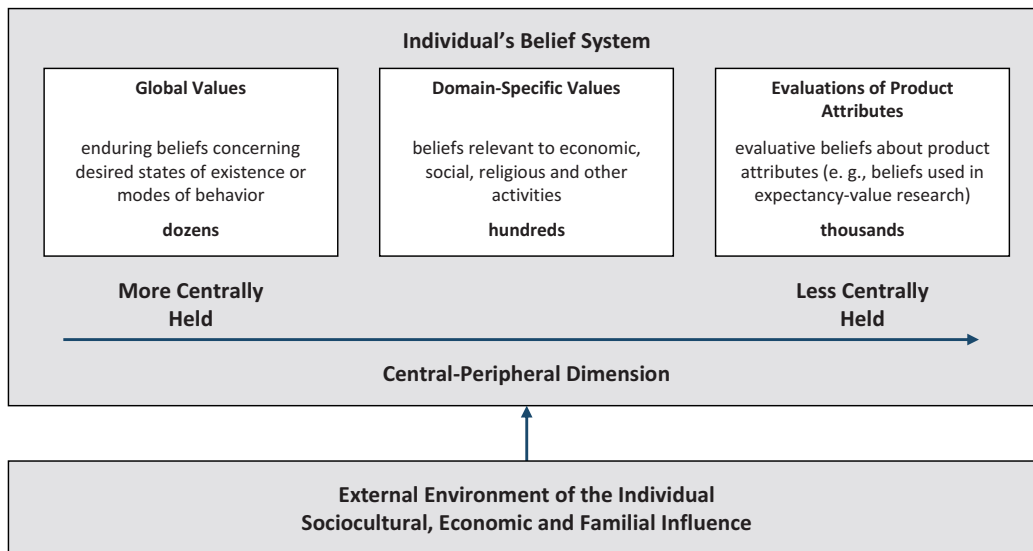 Individual's Belief System
Global Values
enduring beliefs concerning
desired states of existence or
modes of behavior
dozens
Domain-Specific Values
beliefs relevant to economic,
social, religious and other
activities
hundreds
Evaluations of Product
Attributes
evaluative beliefs about product
attributes (e. g., beliefs used in
expectancy-value research)
thousands
More Centrally
Held
Less Centrally
Held
Central-Peripheral Dimension
External Environment of the Individual
Sociocultural, Economic and Familial Influence